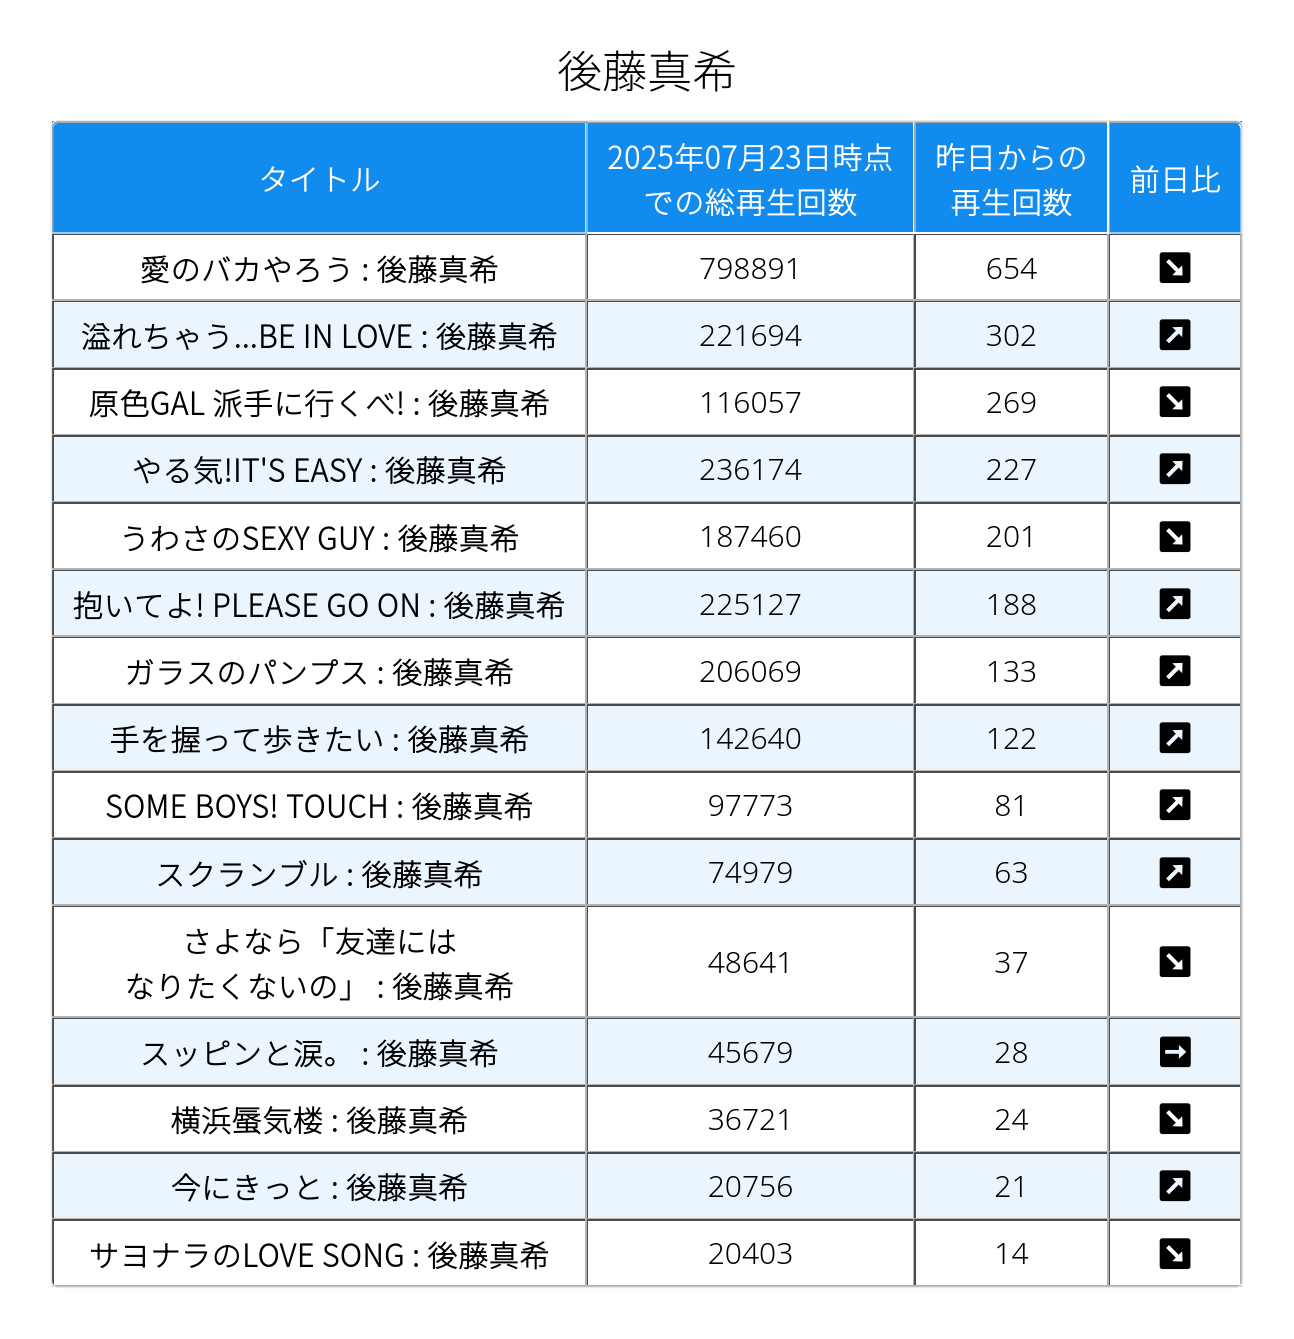 後藤真希
タイトル
2025年07月23日時点
での総再生回数
昨日からの
再生回数
前日比
愛のバカやろう : 後藤真希 798891 654
溢れちゃう...BE IN LOVE : 後藤真希 221694 302
原色GAL 派手に行くべ! : 後藤真希 116057 269
やる気!IT'S EASY : 後藤真希 236174 227
うわさのSEXY GUY : 後藤真希 187460 201
抱いてよ! PLEASE GO ON : 後藤真希 225127 188
ガラスのパンプス : 後藤真希 206069 133
手を握って歩きたい : 後藤真希 142640 122
SOME BOYS! TOUCH : 後藤真希 97773 81
スクランブル : 後藤真希 74979 63
さよなら「友達には
なりたくないの」 : 後藤真希 48641 37
スッピンと涙。 : 後藤真希 45679 28
横浜蜃気楼 : 後藤真希 36721 24
今にきっと : 後藤真希 20756 21
サヨナラのLOVE SONG : 後藤真希 20403 14